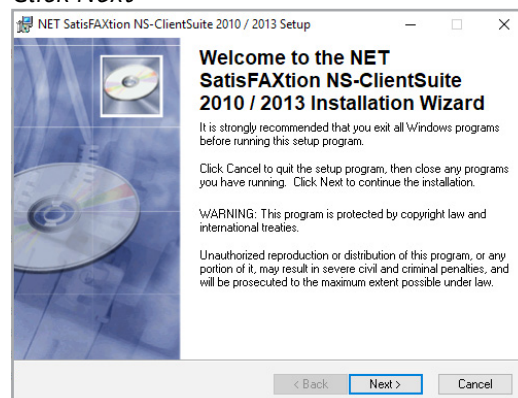 Click Next
NET SatisFAXtion NS-ClientSuite 2010 / 2013 Setup
Welcome to the NET
SatisFAXtion NS-ClientSuite
2010 / 2013 Installation Wizard
It is strongly recommended that you exit all Windows programs
before running this setup program.
Click Cancel to quit the setup program, then close any programs
you have running. Click Next to continue the installation.
WARNING: This program is protected by copyright law and
international treaties.
Unauthorized reproduction or distribution of this program, or any
portion of it, may result in severe civil and criminal penalties, and
will be prosecuted to the maximum extent possible under law.
< Back Next > Cancel